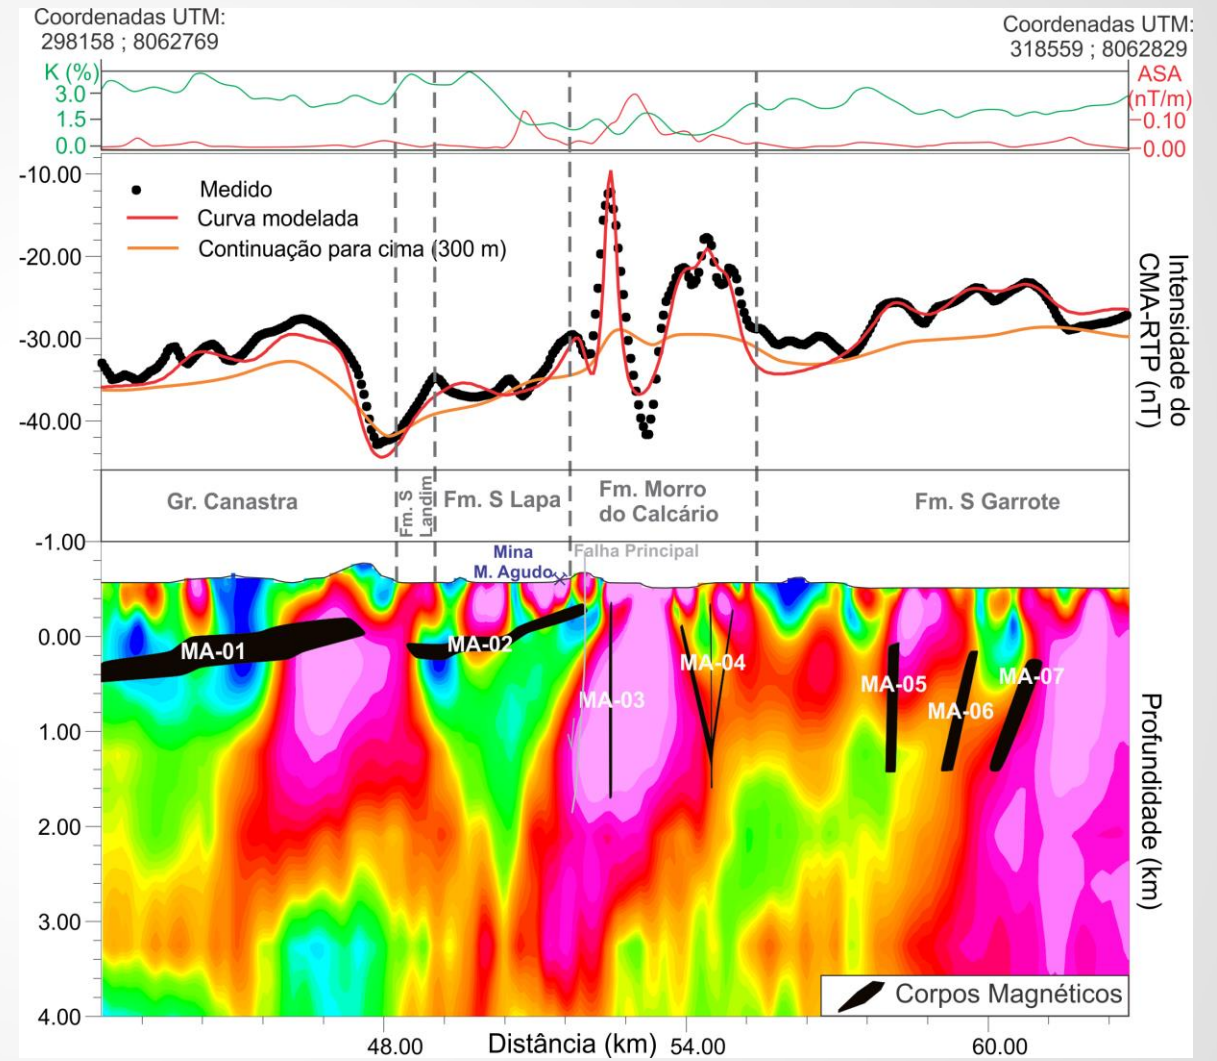 Coordenadas UTM:
298158 ; 8062769
Coordenadas UTM:
318559 ; 8062829
K (%)
3.0
1.5
0.0
ASA
(nT/m)
0.10
0.00
-10.00
-20.00
-30.00
-40.00
Medido
Curva modelada
Continuação para cima (300 m)
Intensidade do
CMA-RTP (nT)
Gr. Canastra
Fm. S
Landim
Fm. S Lapa
Fm. Morro
do Calcário
Fm. S Garrote
-1.00
0.00
1.00
2.00
3.00
4.00
Mina
M. Agudo
Falha Principal
MA-01
MA-02
MA-03
MA-04
MA-05
MA-06
MA-07
Profundidade (km)
Corpos Magnéticos
48.00
Distância (km)
54.00
60.00